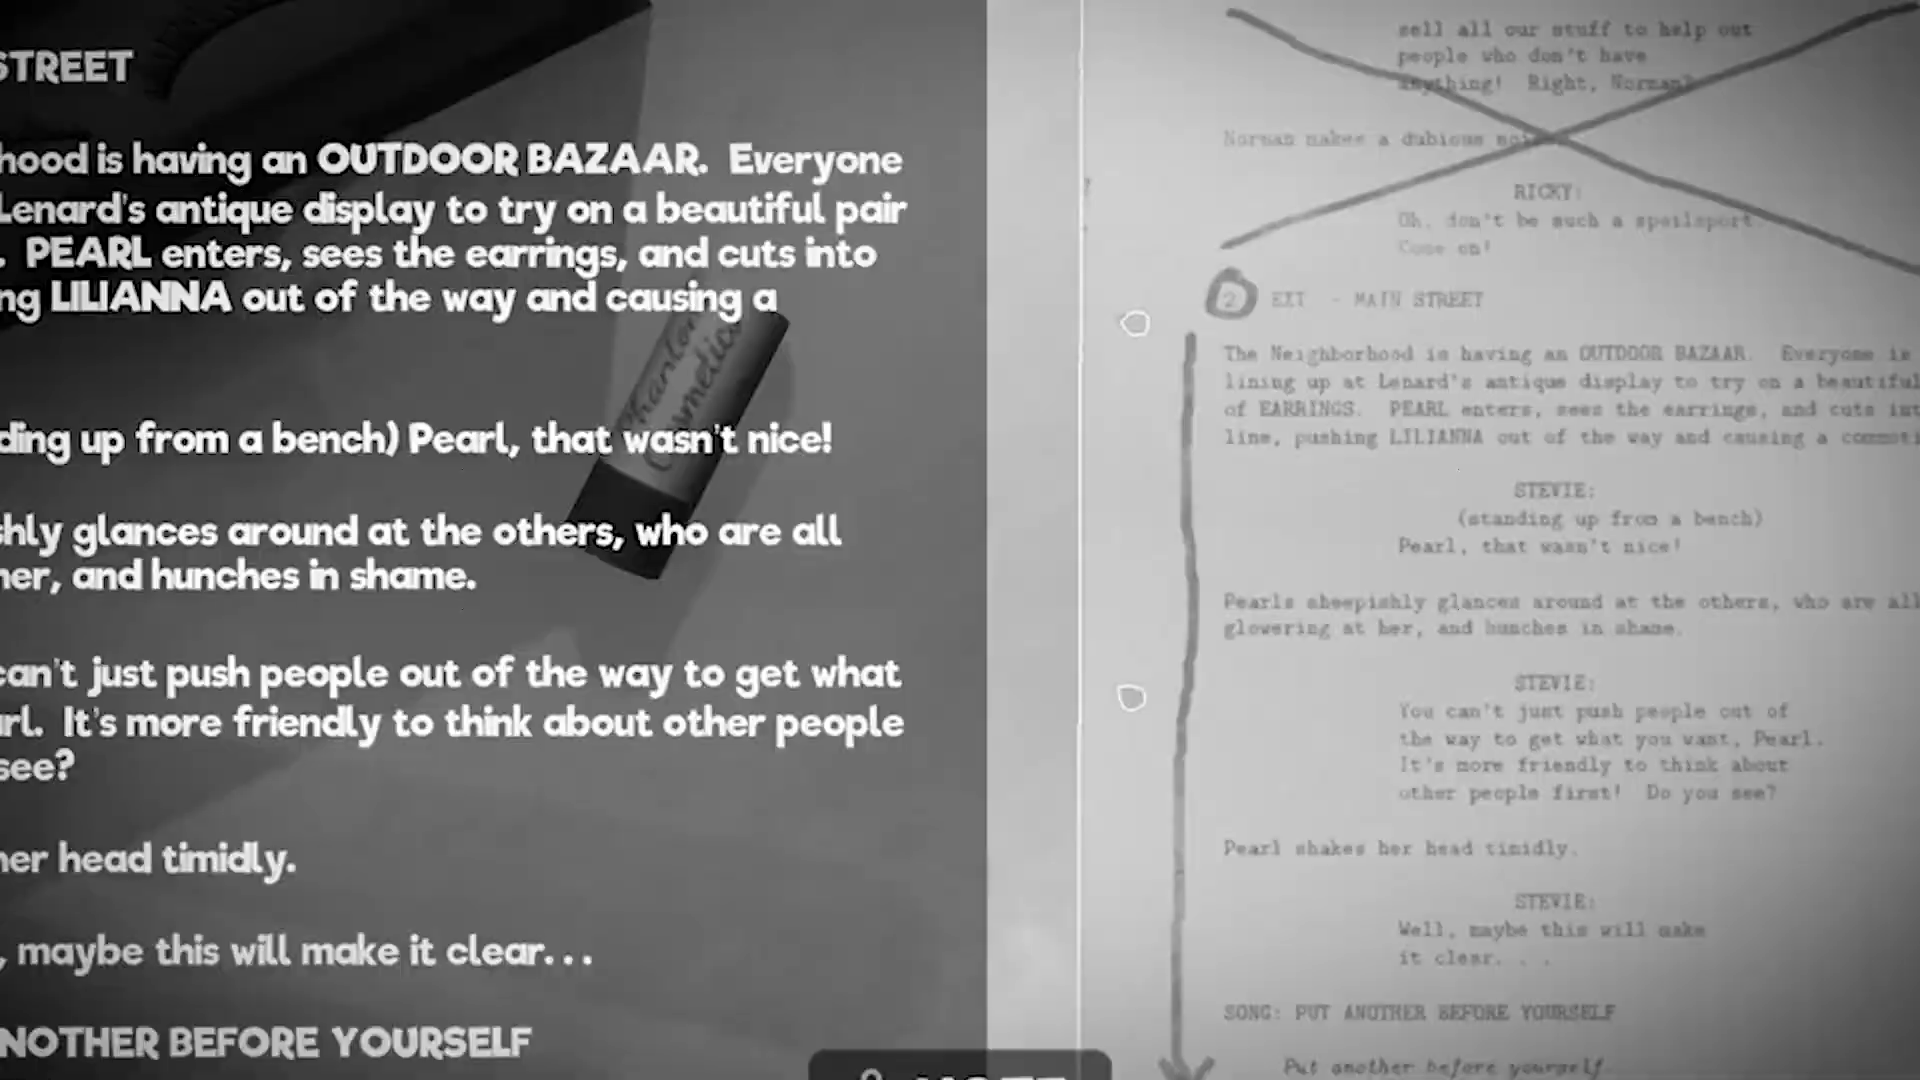 STREET
hood is having an OUTDOOR BAZAAR. Everyone
Lenard's antique display to try on a beautiful pair
. PEARL enters, sees the earrings, and cuts into
ng LILIANNA out of the way and causing a
ding up from a bench) Pearl, that wasn't nice!
shly glances around at the others, who are all
her, and hunches in shame.
can't just push people out of the way to get what
rl. It's more friendly to think about other people
see?
her head timidly.
, maybe this will make it clear...
NOTHER BEFORE YOURSELF
Cosmetics
sell all our stuff to help out
people who don't have
anything! Right, Norman?
Norman makes a dubious
RICKY:
Oh, don't be such a spoilsport
Come on!
2 EXT - MAIN STREET
The Neighborhood is having an OUTDOOR BAZAAR. Everyone is
lining up at Lenard's antique display to try on a beautiful
of EARRINGS. PEARL enters, sees the earrings, and cuts int
line, pushing LILIANNA out of the way and causing a commoti
STEVIE:
(standing up from a bench)
Pearl, that wasn't nice!
Pearls sheepishly glances around at the others, who are all
glowering at her, and hunches in shame.
STEVIE:
You can't just push people out of
the way to get what you want, Pearl.
It's more friendly to think about
other people first! Do you see?
Pearl shakes her head timidly.
STEVIE:
Well, maybe this will make
it clear. . .
SONG: PUT ANOTHER BEFORE YOURSELF
Put another before yourself.